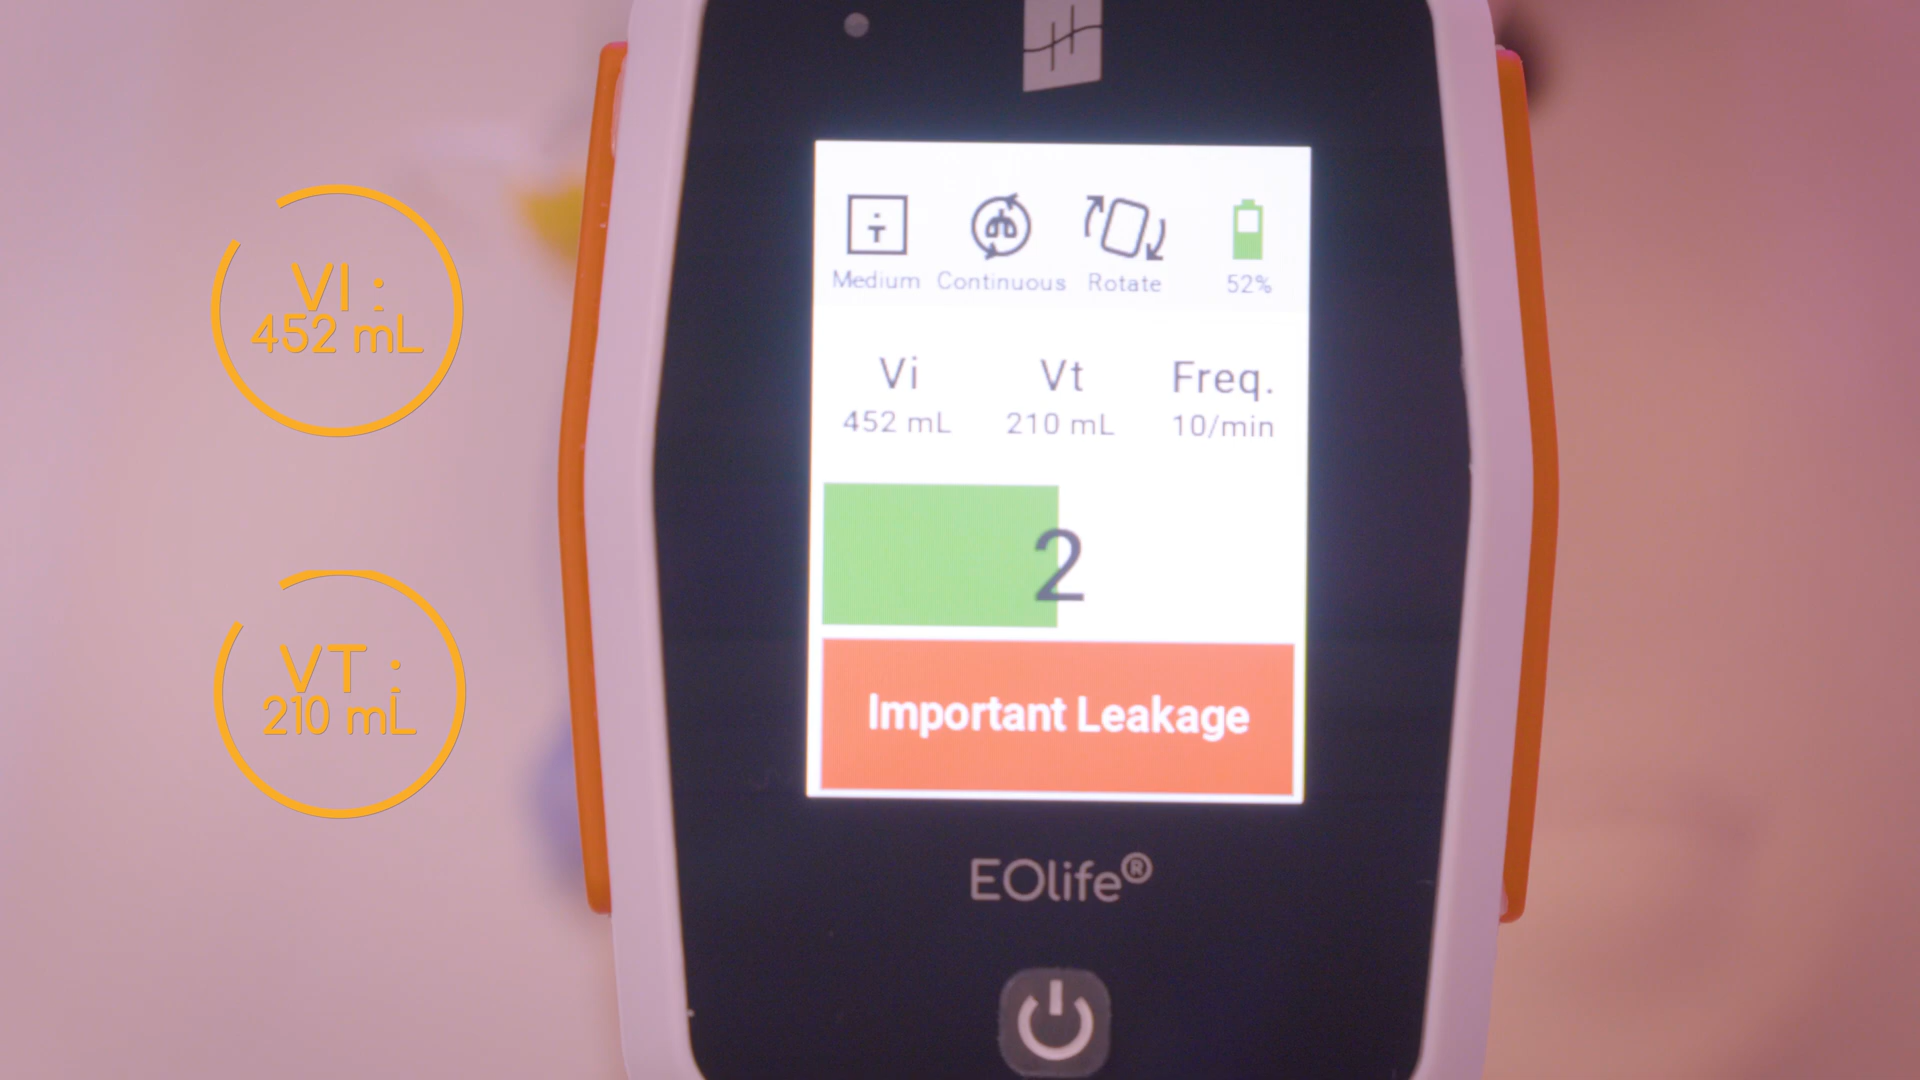 VI :
452 mL
VT :
210 mL
Medium Continuous Rotate 52%
Vi Vt Freq.
452 mL 210 mL 10/min
2
Important Leakage
EOlife®